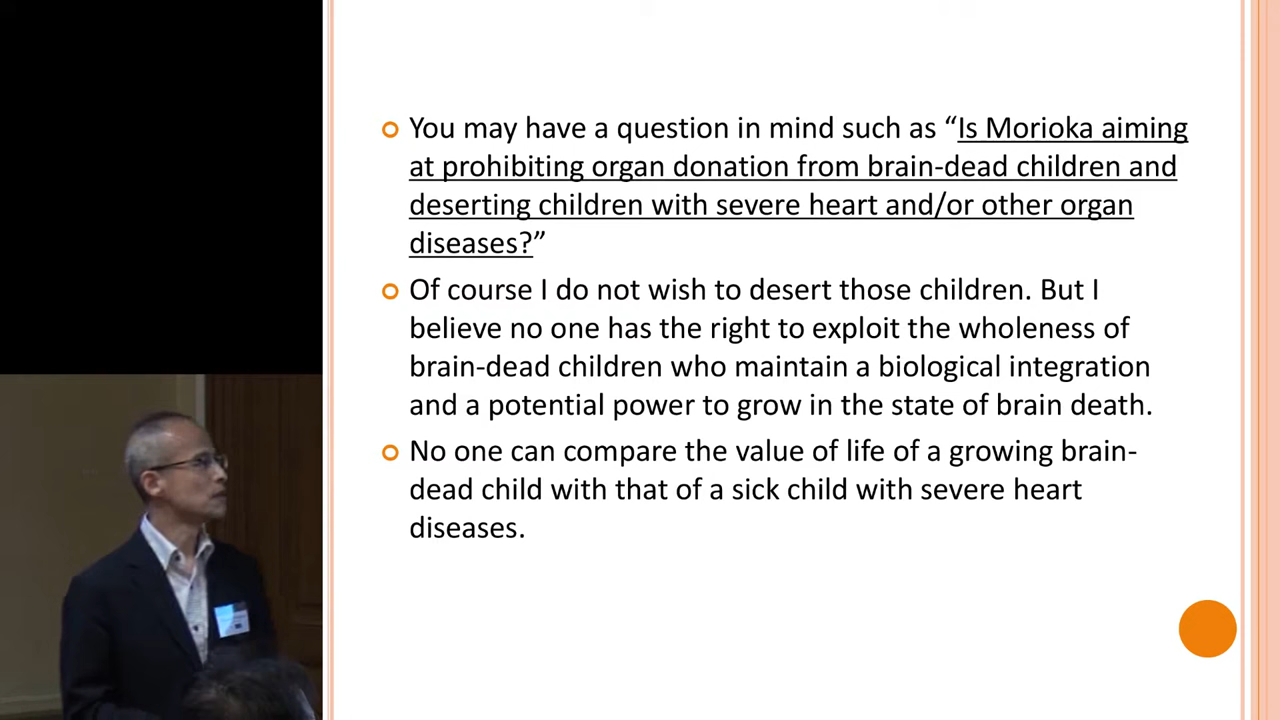 You may have a question in mind such as “Is Morioka aiming
at prohibiting organ donation from brain-dead children and
deserting children with severe heart and/or other organ
diseases?”
Of course I do not wish to desert those children. But I
believe no one has the right to exploit the wholeness of
brain-dead children who maintain a biological integration
and a potential power to grow in the state of brain death.
No one can compare the value of life of a growing brain-
dead child with that of a sick child with severe heart
diseases.